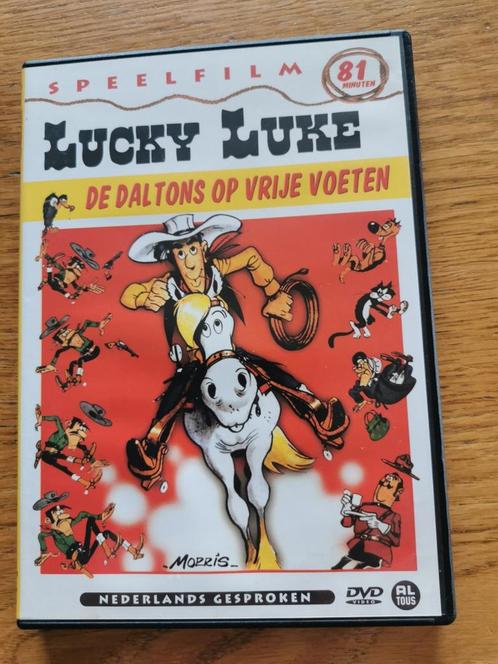 SPEELFILM
81
MINUTEN
LUCKY LUKE
DE DALTONS OP VRIJE VOETEN
MORRIS
NEDERLANDS GESPROKEN
DVD
VIDEO
AL
TOUS